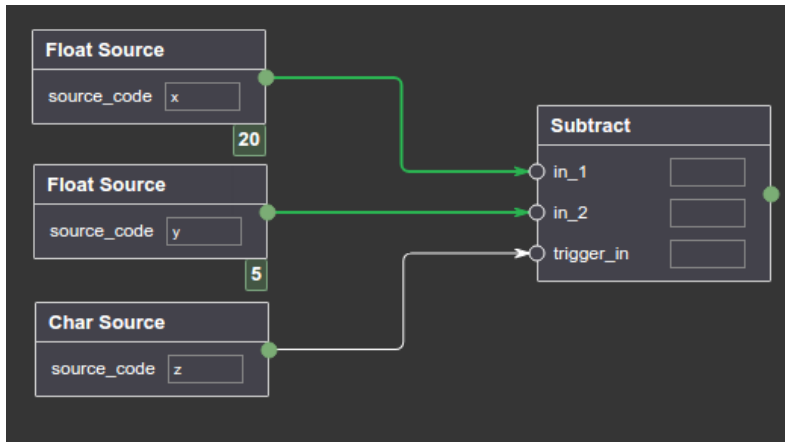 Float Source
source_code x
20
Float Source
source_code y
5
Char Source
source_code z
Subtract
in_1
in_2
trigger_in